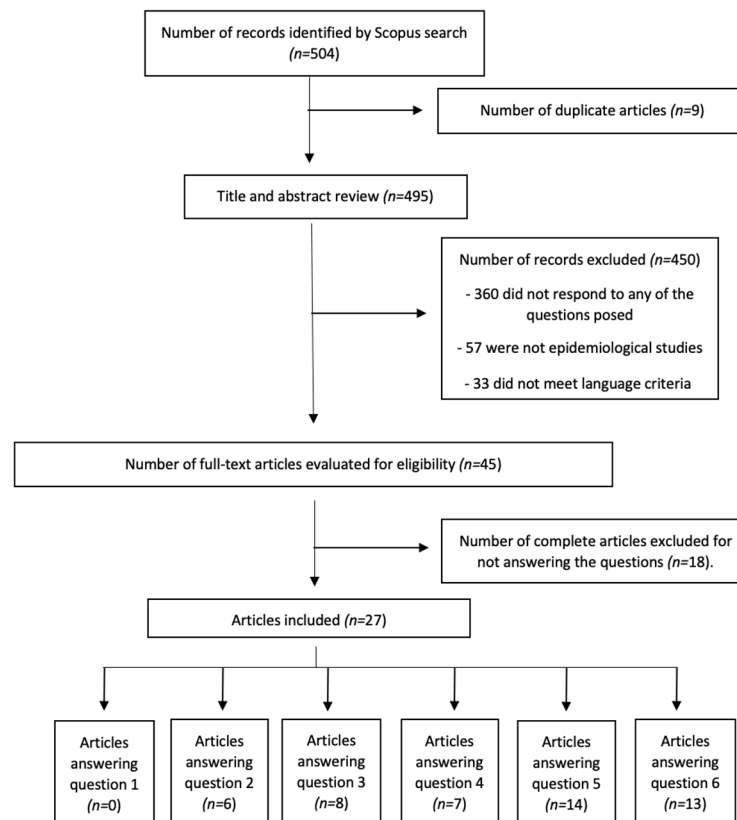 Number of records identified by Scopus search
(n=504)
Number of duplicate articles (n=9)
Title and abstract review (n=495)
Number of records excluded (n=450)
- 360 did not respond to any of the
questions posed
- 57 were not epidemiological studies
- 33 did not meet language criteria
Number of full-text articles evaluated for eligibility (n=45)
Number of complete articles excluded for
not answering the questions (n=18).
Articles included (n=27)
Articles
answering
question 1
(n=0)
Articles
answering
question 2
(n=6)
Articles
answering
question 3
(n=8)
Articles
answering
question 4
(n=7)
Articles
answering
question 5
(n=14)
Articles
answering
question 6
(n=13)